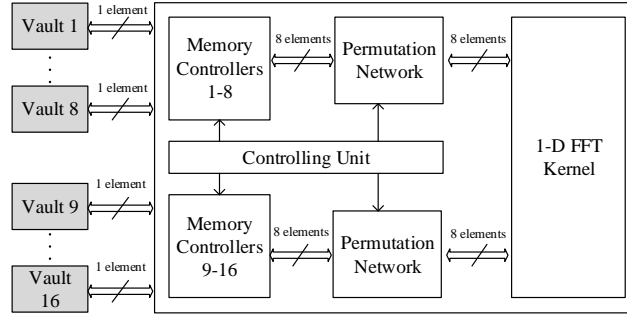 1 element
Vault 1
Memory
Controllers
1-8
8 elements
Permutation
Network
8 elements
1 element
Vault 8
1-D FFT
Kernel
Controlling Unit
1 element
Vault 9
Memory
Controllers
9-16
8 elements
Permutation
Network
8 elements
1 element
Vault
16